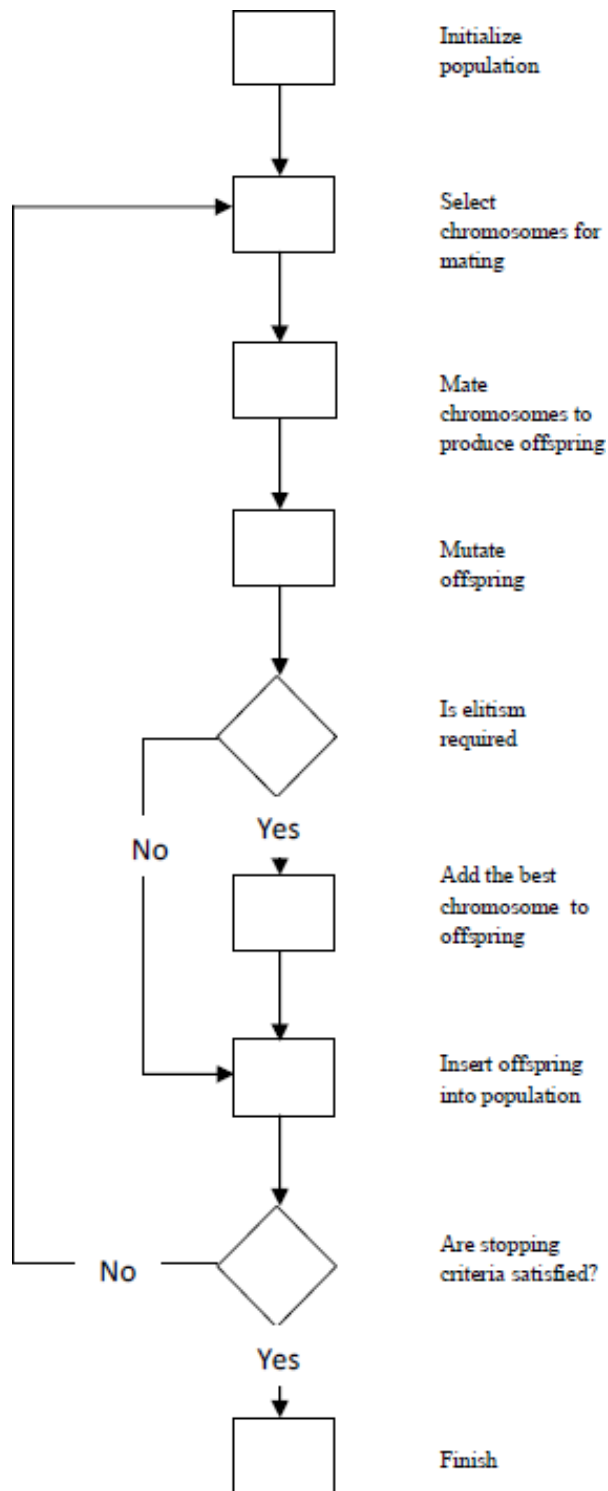 Initialize
population
Select
chromosomes for
mating
Mate
chromosomes to
produce offspring
Mutate
offspring
Is elitism
required
Yes
No
Add the best
chromosome to
offspring
Insert offspring
into population
Are stopping
criteria satisfied?
No
Yes
Finish